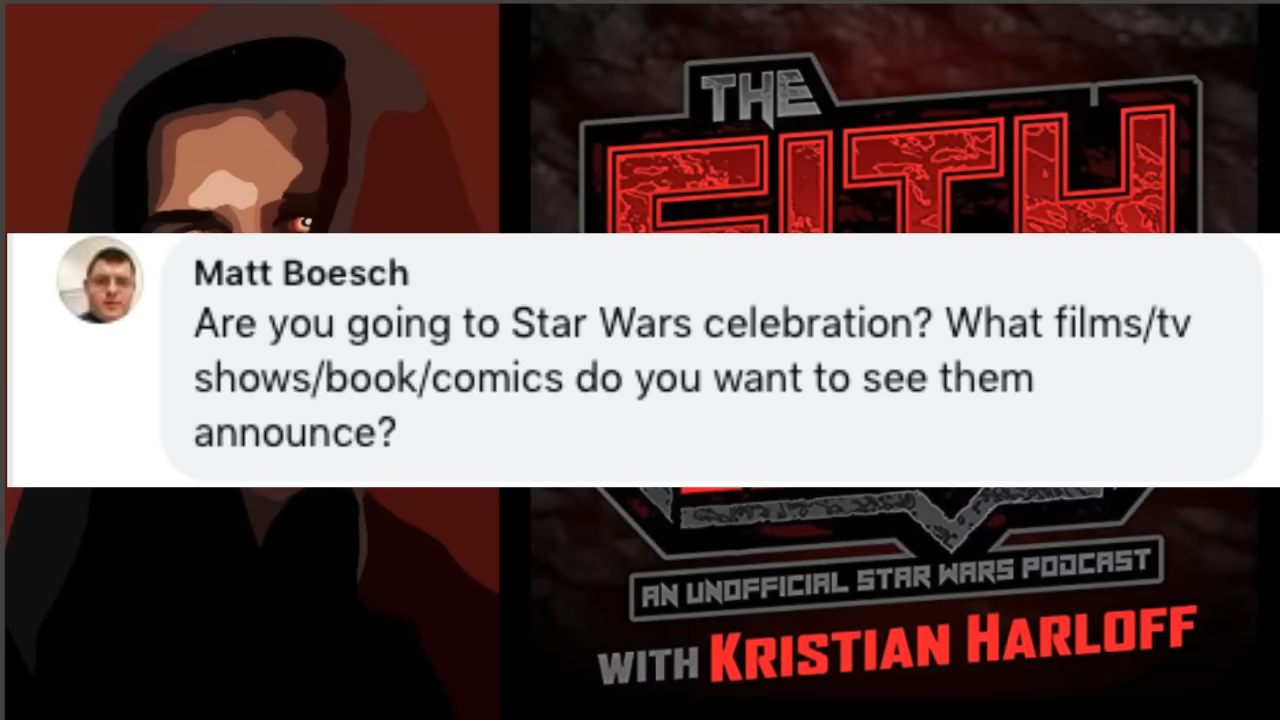 THE
Matt Boesch
Are you going to Star Wars celebration? What films/tv
shows/book/comics do you want to see them
announce?
AN UNOFFICIAL STAR WARS PODCAST
WITH KRISTIAN HARLOFF